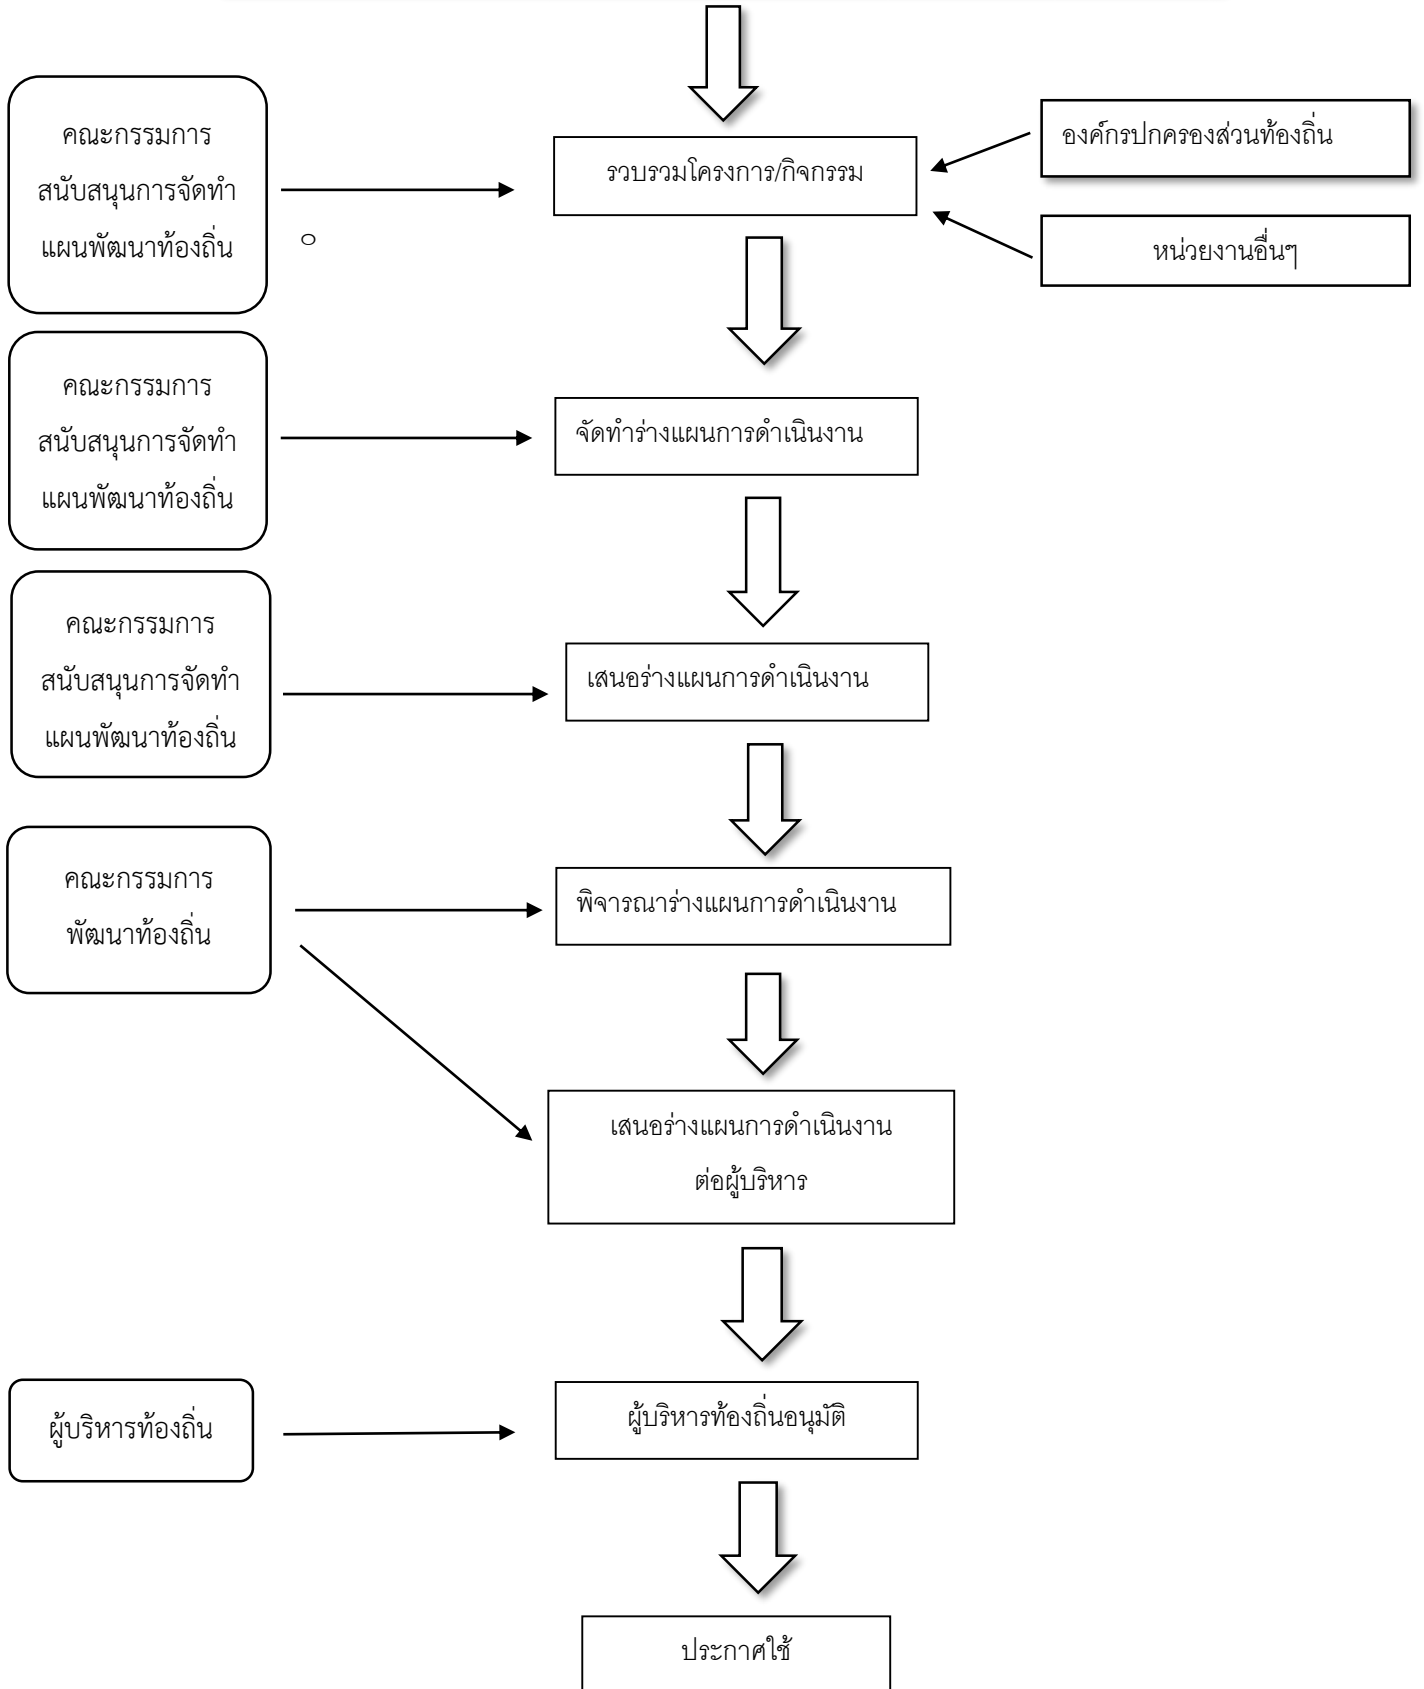 คณะกรรมการ
สนับสนุนการจัดทำ
แผนพัฒนาท้องถิ่น
รวบรวมโครงการ/กิจกรรม
องค์กรปกครองส่วนท้องถิ่น
หน่วยงานอื่นๆ
คณะกรรมการ
สนับสนุนการจัดทำ
แผนพัฒนาท้องถิ่น
จัดทำร่างแผนการดำเนินงาน
คณะกรรมการ
สนับสนุนการจัดทำ
แผนพัฒนาท้องถิ่น
เสนอร่างแผนการดำเนินงาน
คณะกรรมการ
พัฒนาท้องถิ่น
พิจารณาร่างแผนการดำเนินงาน
เสนอร่างแผนการดำเนินงาน
ต่อผู้บริหาร
ผู้บริหารท้องถิ่น
ผู้บริหารท้องถิ่นอนุมัติ
ประกาศใช้